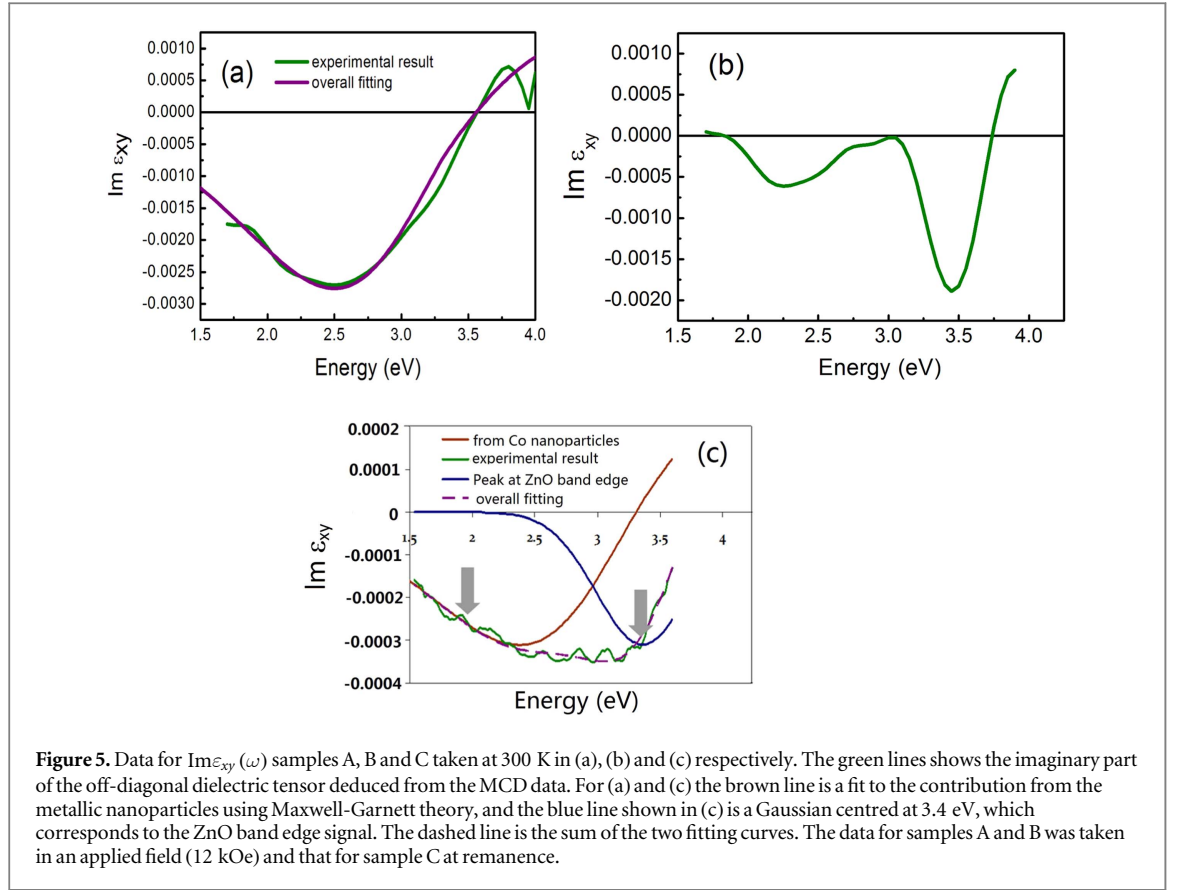 (a)
experimental result
overall fitting
0.0010
0.0005
0.0000
-0.0005
-0.0010
-0.0015
-0.0020
-0.0025
-0.0030
Im εxy
1.5 2.0 2.5 3.0 3.5 4.0
Energy (eV)
(b)
0.0010
0.0005
0.0000
-0.0005
-0.0010
-0.0015
-0.0020
Im εxy
1.5 2.0 2.5 3.0 3.5 4.0
Energy (eV)
(c)
from Co nanoparticles
experimental result
Peak at ZnO band edge
overall fitting
0.0002
0.0001
0
-0.0001
-0.0002
-0.0003
-0.0004
Im εxy
1.5 2 2.5 3 3.5 4
Energy (eV)
Figure 5. Data for Imεxy (ω) samples A, B and C taken at 300 K in (a), (b) and (c) respectively. The green lines shows the imaginary part
of the off-diagonal dielectric tensor deduced from the MCD data. For (a) and (c) the brown line is a fit to the contribution from the
metallic nanoparticles using Maxwell-Garnett theory, and the blue line shown in (c) is a Gaussian centred at 3.4 eV, which
corresponds to the ZnO band edge signal. The dashed line is the sum of the two fitting curves. The data for samples A and B was taken
in an applied field (12 kOe) and that for sample C at remanence.